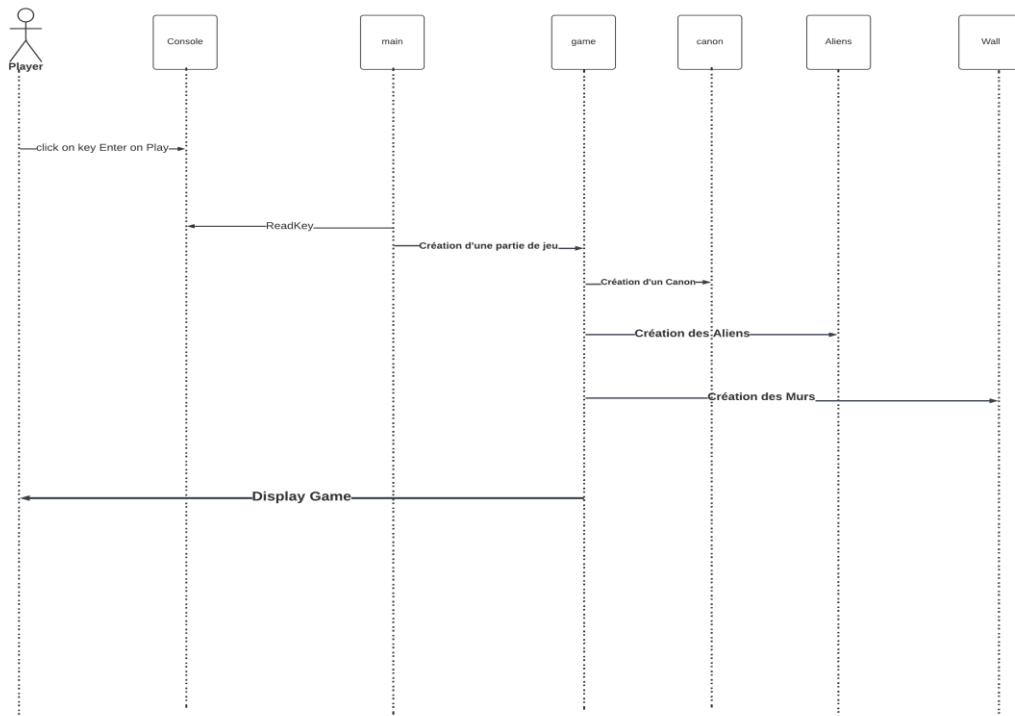 Player
Console
main
game
canon
Aliens
Wall
click on key Enter on Play
ReadKey
Création d'une partie de jeu
Création d'un Canon
Création des Aliens
Création des Murs
Display Game